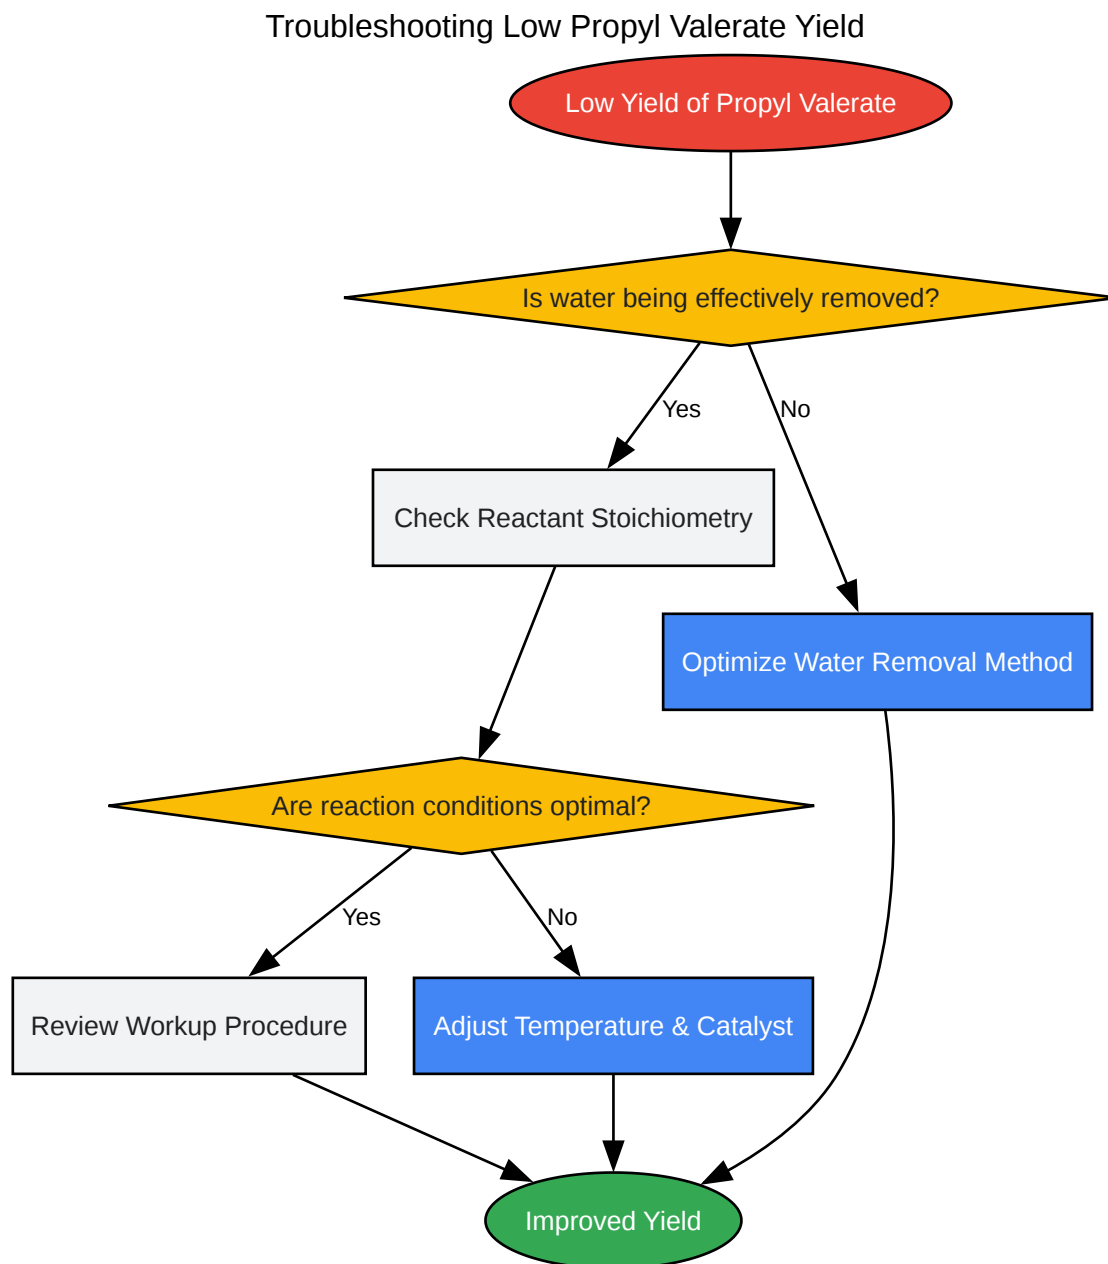 Troubleshooting Low Propyl Valerate Yield
Low Yield of Propyl Valerate
Is water being effectively removed?
Yes
No
Check Reactant Stoichiometry
Optimize Water Removal Method
Are reaction conditions optimal?
Yes
No
Review Workup Procedure
Adjust Temperature & Catalyst
Improved Yield